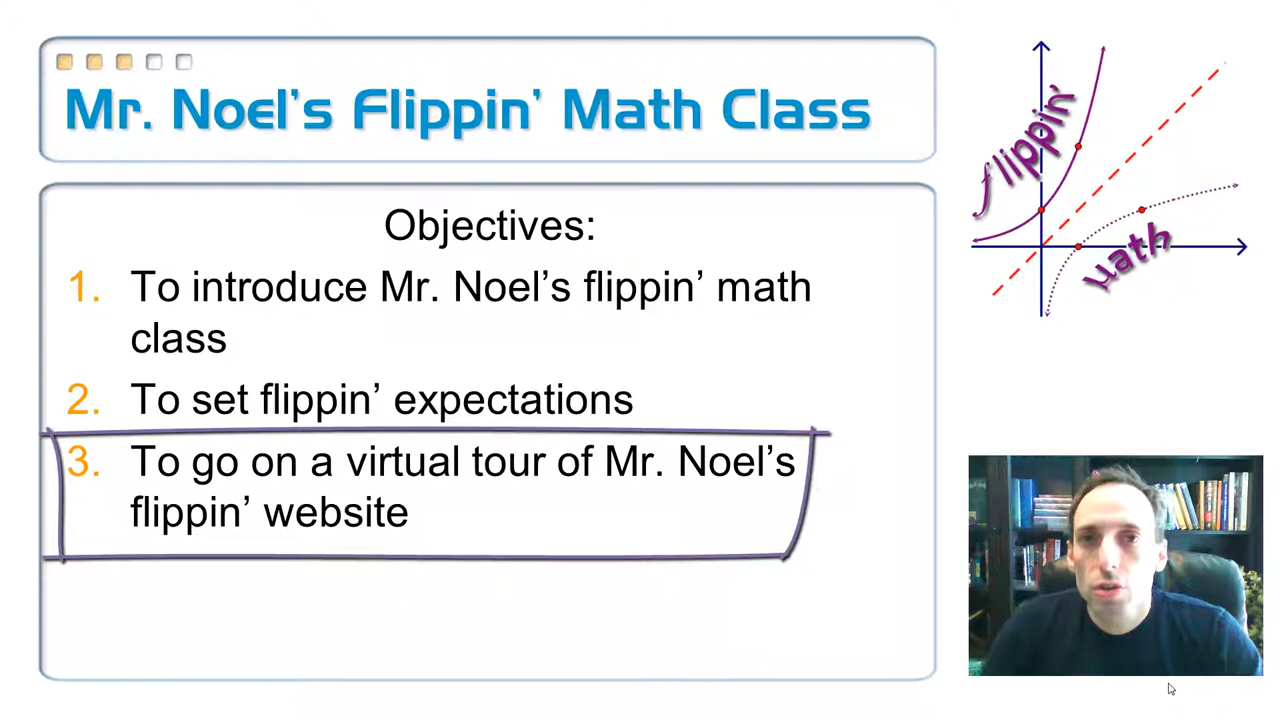 Mr. Noel's Flippin' Math Class
flippin'
math
Objectives:
1. To introduce Mr. Noel’s flippin’ math
class
2. To set flippin’ expectations
3. To go on a virtual tour of Mr. Noel’s
flippin’ website